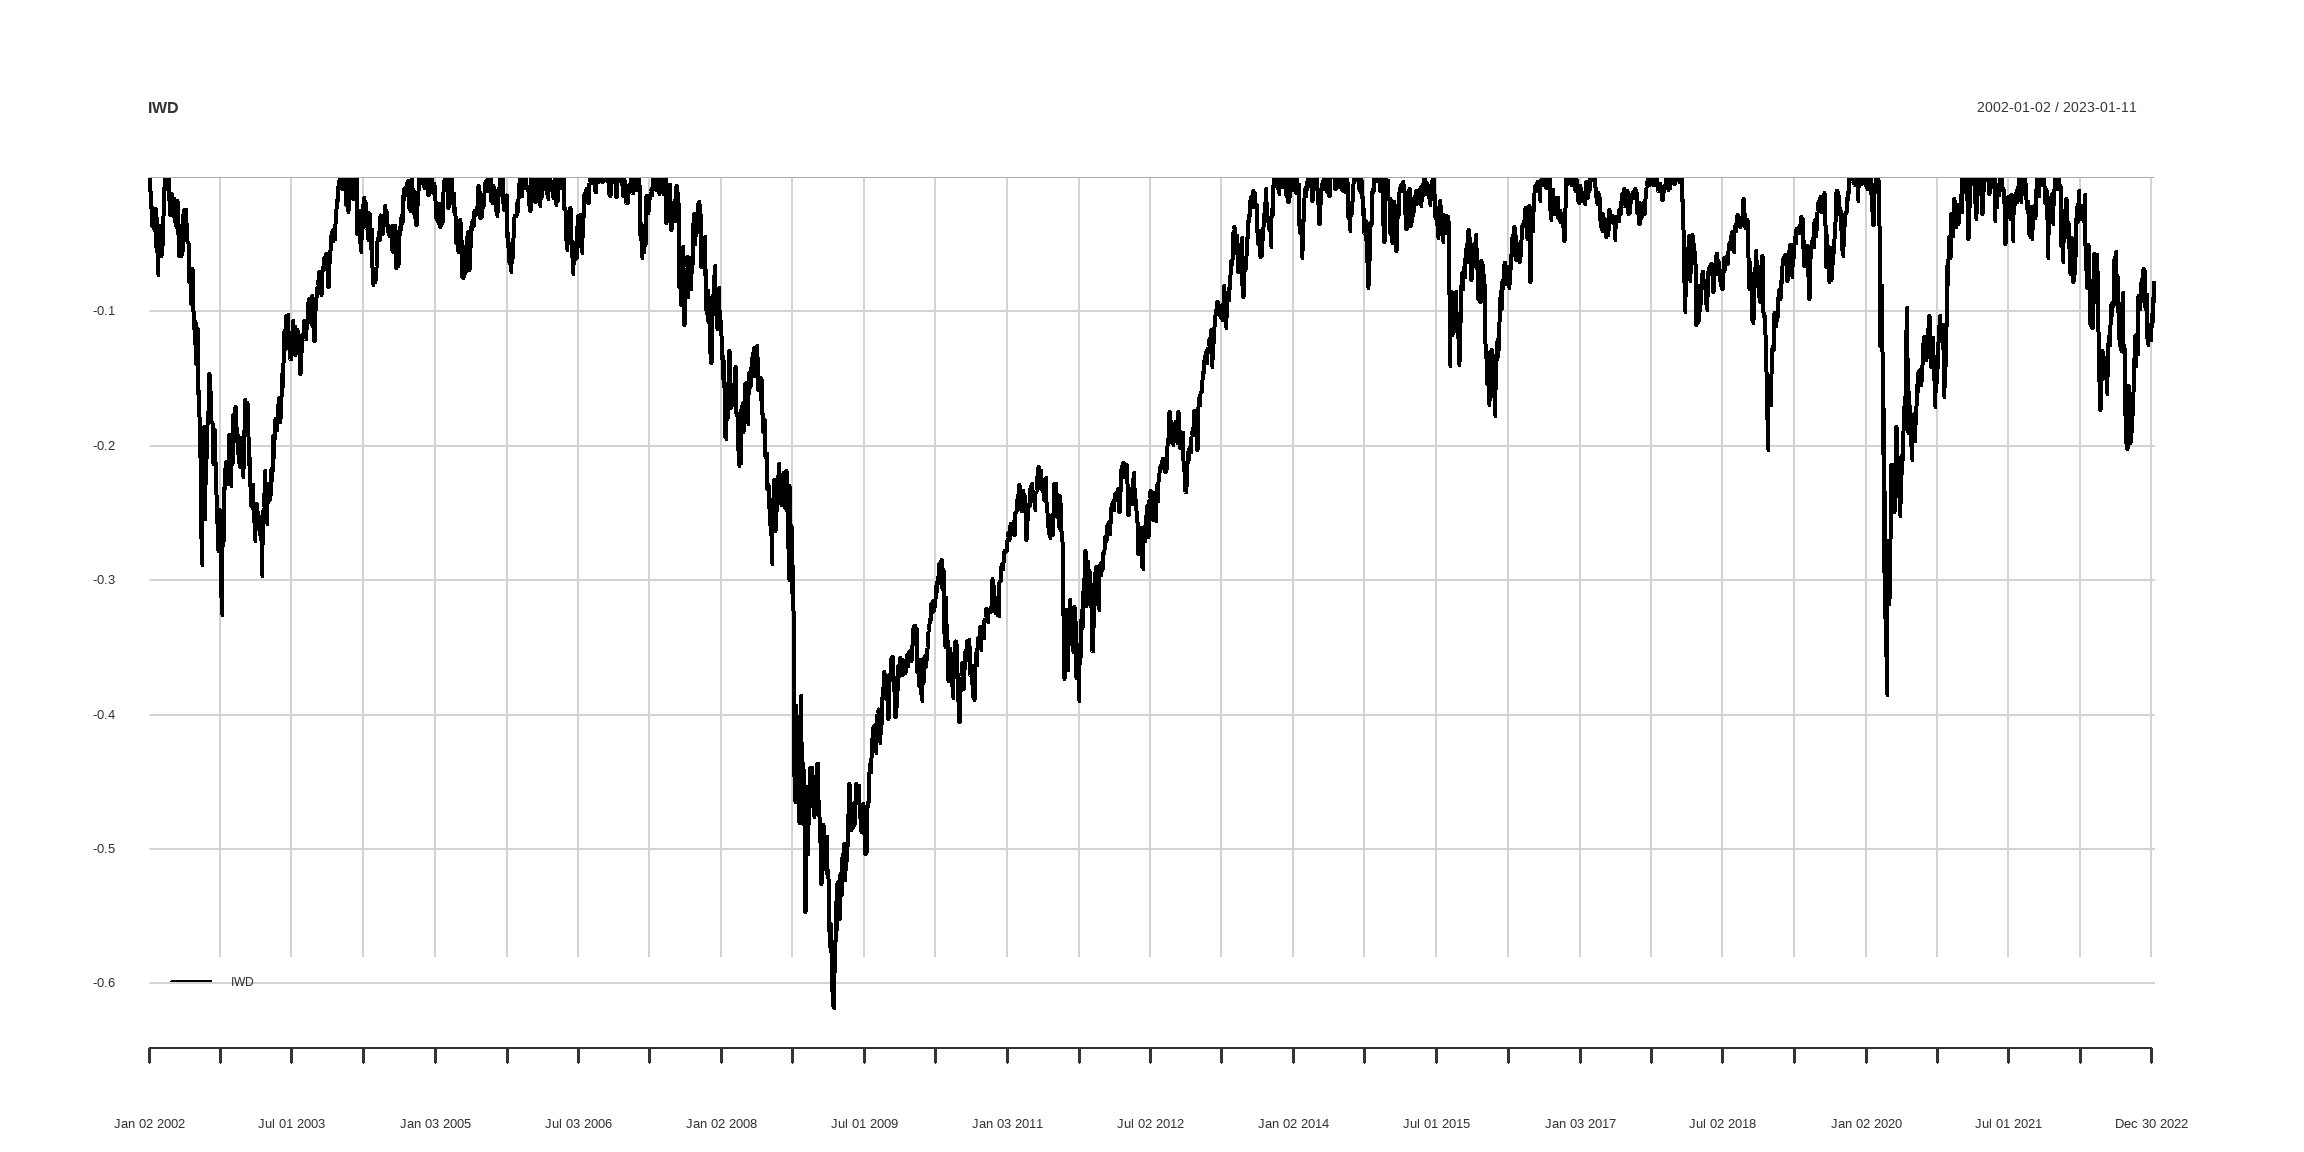 IWD
2002-01-02 / 2023-01-11
-0.1
-0.2
-0.3
-0.4
-0.5
-0.6
IWD
Jan 02 2002
Jul 01 2003
Jan 03 2005
Jul 03 2006
Jan 02 2008
Jul 01 2009
Jan 03 2011
Jul 02 2012
Jan 02 2014
Jul 01 2015
Jan 03 2017
Jul 02 2018
Jan 02 2020
Jul 01 2021
Dec 30 2022